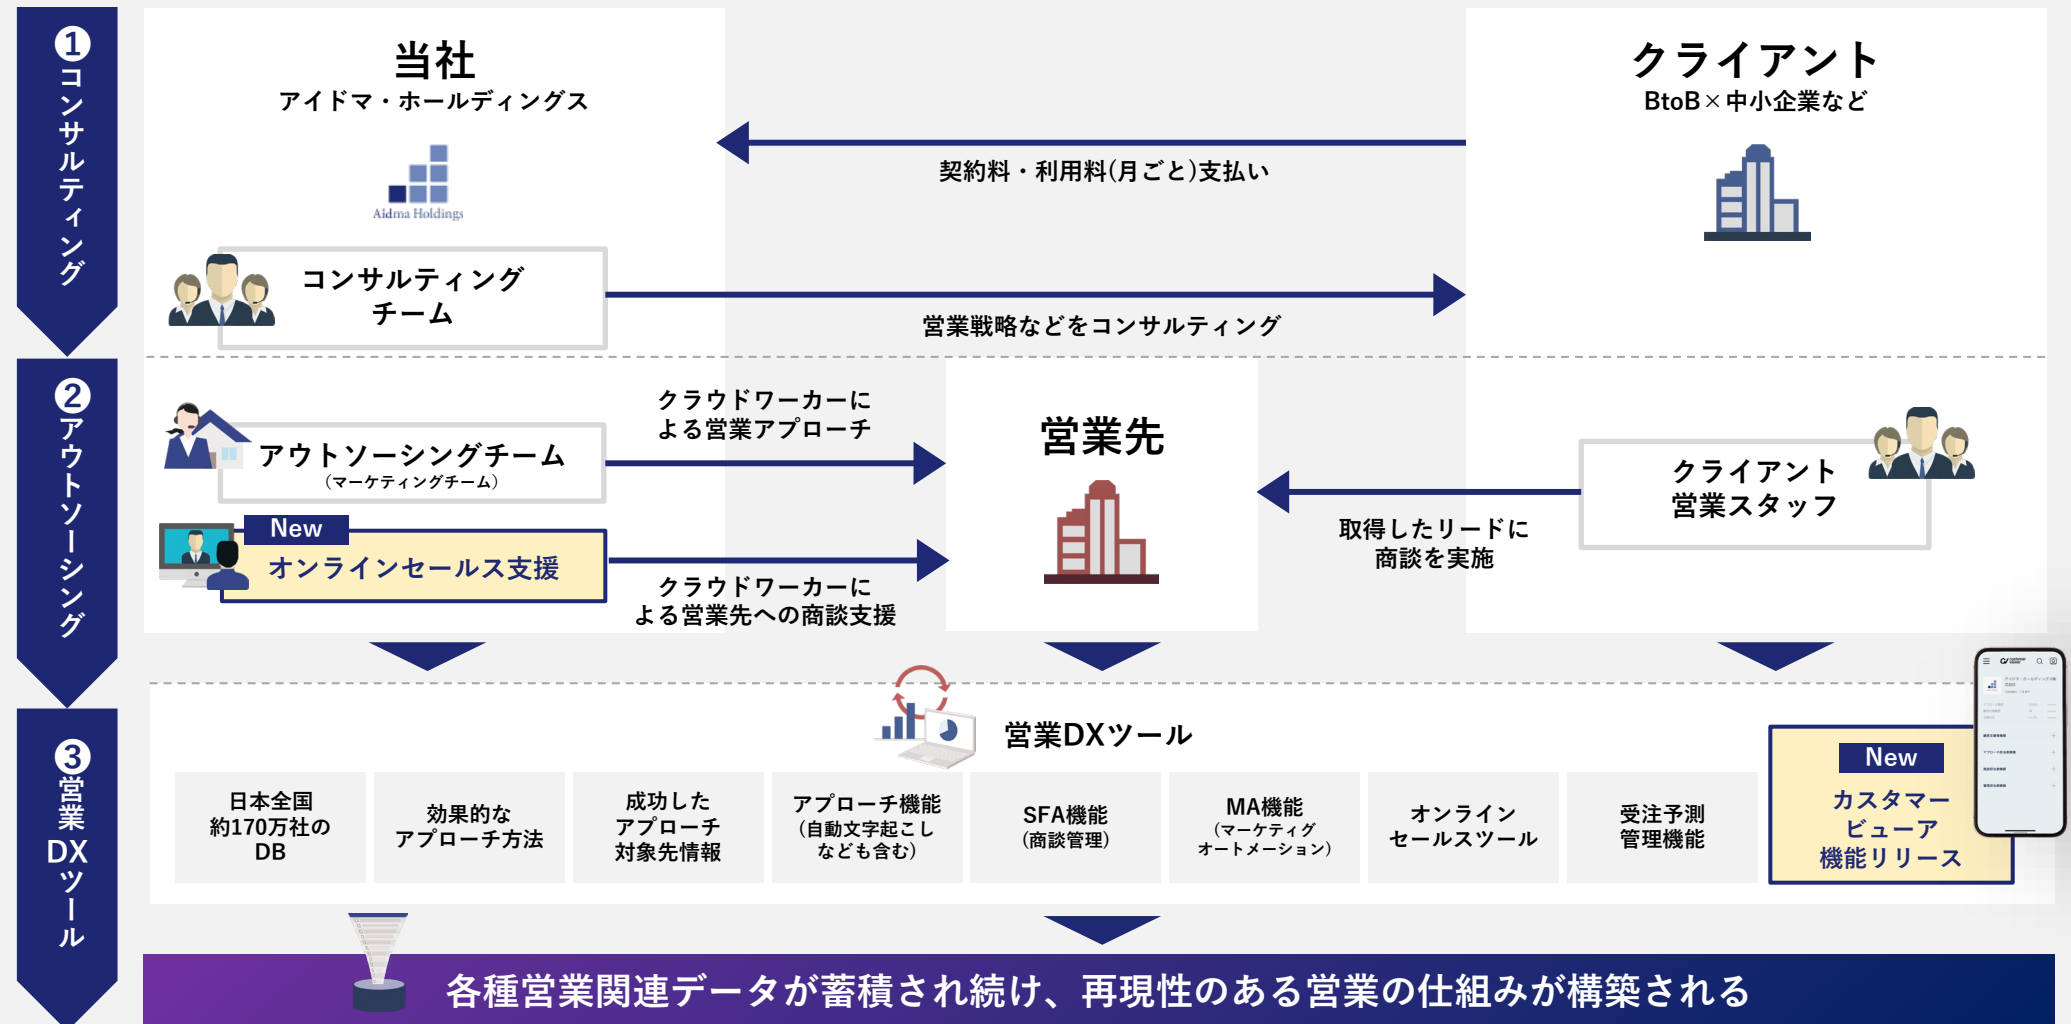 ❶コンサルティング
当社
アイドマ・ホールディングス
Aidma Holdings
クライアント
BtoB×中小企業など
契約料・利用料(月ごと)支払い
コンサルティング
チーム
営業戦略などをコンサルティング
❷アウトソーシング
アウトソーシングチーム
(マーケティングチーム)
クラウドワーカーに
よる営業アプローチ
New
オンラインセールス支援
クラウドワーカーに
よる営業先への商談支援
営業先
クライアント
営業スタッフ
取得したリードに
商談を実施
❸営業DXツール
営業DXツール
日本全国
約170万社の
DB
効果的な
アプローチ方法
成功した
アプローチ
対象先情報
アプローチ機能
(自動文字起こし
なども含む)
SFA機能
(商談管理)
MA機能
(マーケティグ
オートメーション)
オンライン
セールスツール
受注予測
管理機能
New
カスタマー
ビューア
機能リリース
各種営業関連データが蓄積され続け、再現性のある営業の仕組みが構築される